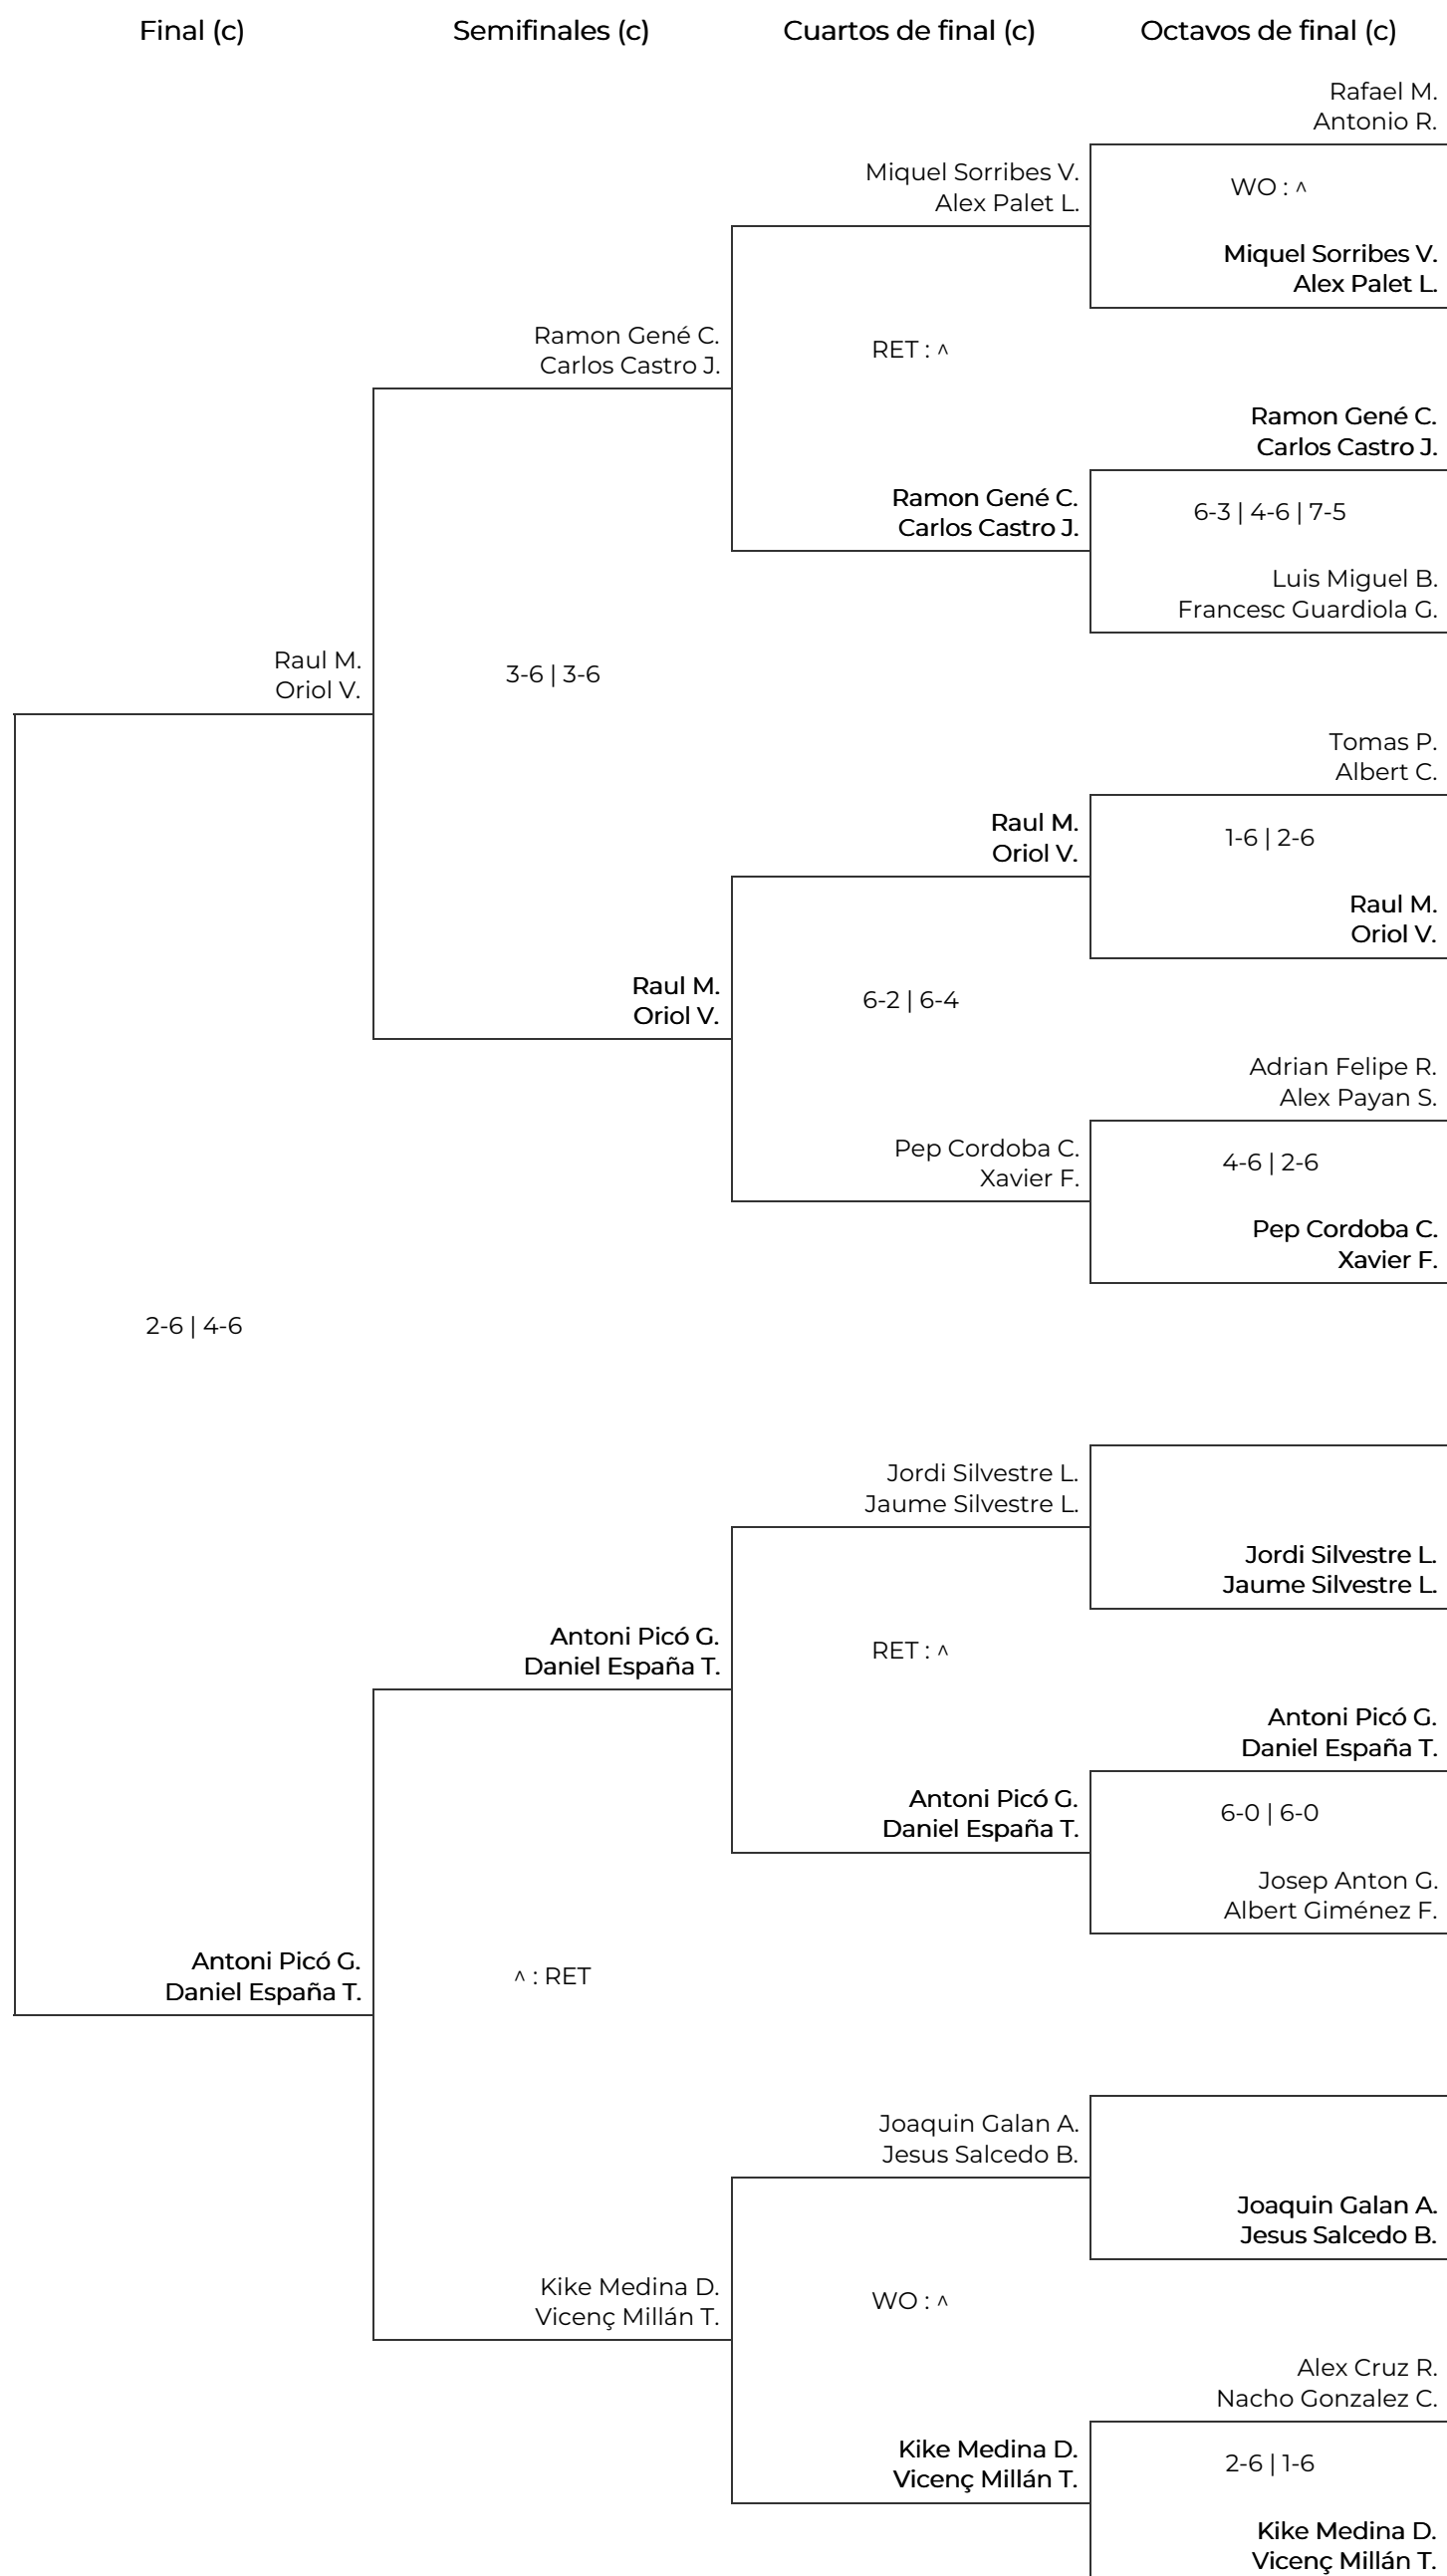 Final (c)
Semifinales (c)
Cuartos de final (c)
Octavos de final (c)
Rafael M.
Antonio R.
Miquel Sorribes V.
Alex Palet L.
WO : ^
Miquel Sorribes V.
Alex Palet L.
Ramon Gené C.
Carlos Castro J.
RET : ^
Ramon Gené C.
Carlos Castro J.
Ramon Gené C.
Carlos Castro J.
6-3 | 4-6 | 7-5
Luis Miguel B.
Francesc Guardiola G.
Raul M.
Oriol V.
3-6 | 3-6
Tomas P.
Albert C.
Raul M.
Oriol V.
1-6 | 2-6
Raul M.
Oriol V.
Raul M.
Oriol V.
6-2 | 6-4
Adrian Felipe R.
Alex Payan S.
Pep Cordoba C.
Xavier F.
4-6 | 2-6
Pep Cordoba C.
Xavier F.
2-6 | 4-6
Jordi Silvestre L.
Jaume Silvestre L.
Jordi Silvestre L.
Jaume Silvestre L.
Antoni Picó G.
Daniel España T.
RET : ^
Antoni Picó G.
Daniel España T.
Antoni Picó G.
Daniel España T.
6-0 | 6-0
Josep Anton G.
Albert Giménez F.
Antoni Picó G.
Daniel España T.
^ : RET
Joaquin Galan A.
Jesus Salcedo B.
Joaquin Galan A.
Jesus Salcedo B.
Kike Medina D.
Vicenç Millán T.
WO : ^
Alex Cruz R.
Nacho Gonzalez C.
Kike Medina D.
Vicenç Millán T.
2-6 | 1-6
Kike Medina D.
Vicenç Millán T.